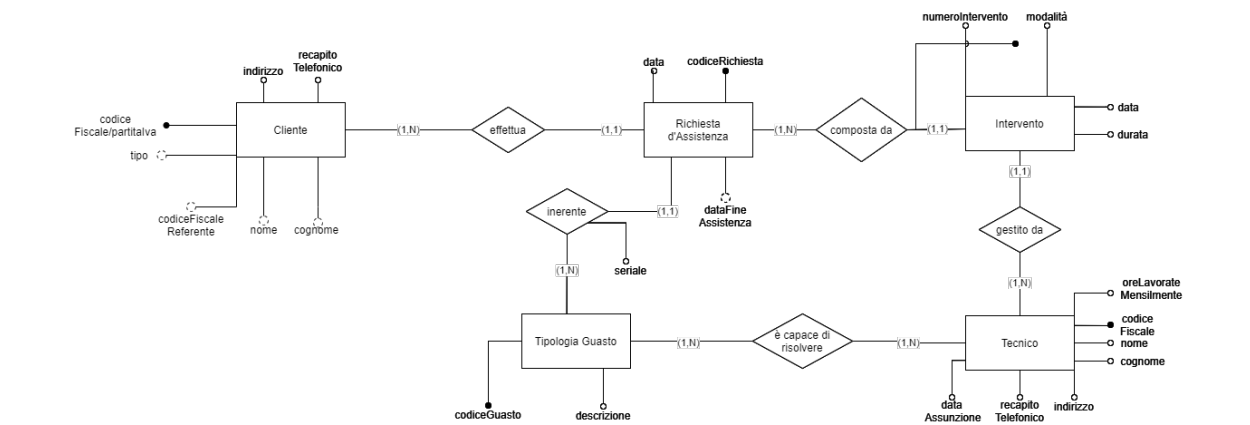 numeroIntervento
modalità
recapito
Telefonico
indirizzo
data
codiceRichiesta
codice
Fiscale/partitaIva
Cliente
(1,N)
effettua
(1,1)
Richiesta
d'Assistenza
(1,N)
composta da
(1,1)
Intervento
data
durata
tipo
(1,1)
codiceFiscale
Referente
nome
cognome
inerente
(1,1)
dataFine
Assistenza
gestito da
(1,N)
seriale
(1,N)
oreLavorate
Mensilmente
codice
Fiscale
nome
cognome
Tipologia Guasto
(1,N)
è capace di
risolvere
(1,N)
Tecnico
codiceGuasto
descrizione
data
Assunzione
recapito
Telefonico
indirizzo